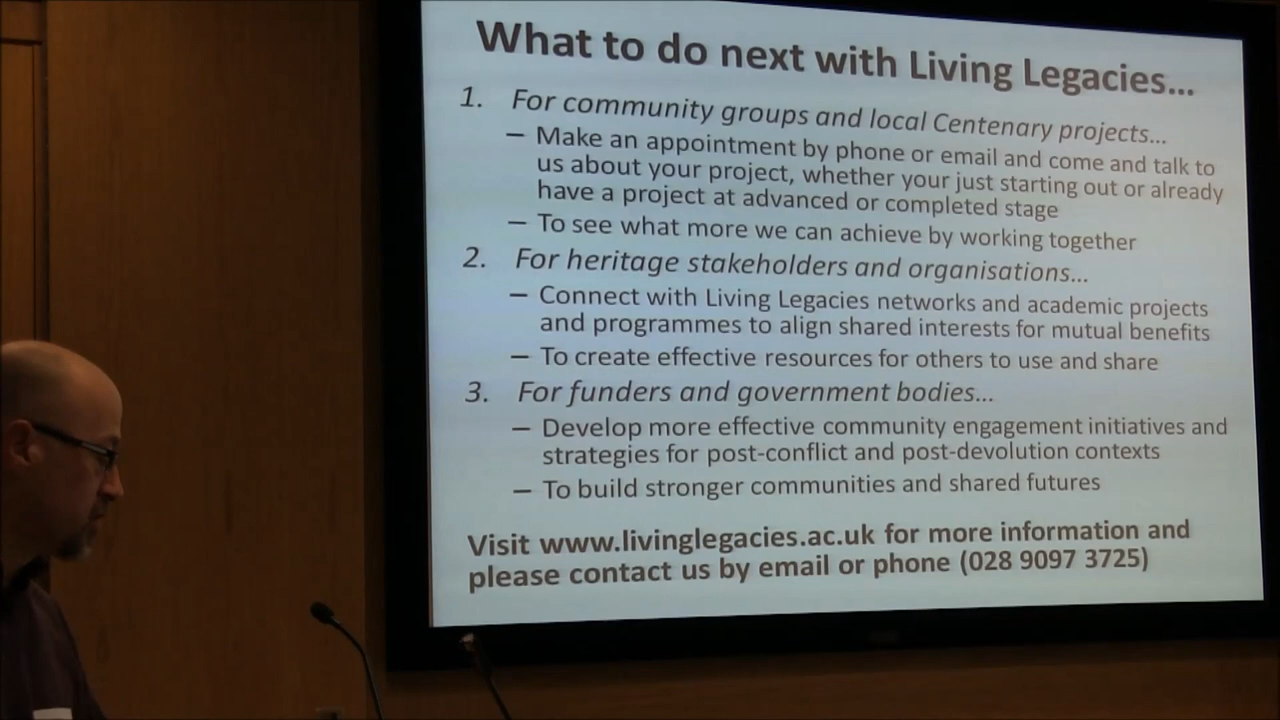 What to do next with Living Legacies...
1. For community groups and local Centenary projects...
– Make an appointment by phone or email and come and talk to
us about your project, whether your just starting out or already
have a project at advanced or completed stage
– To see what more we can achieve by working together
2. For heritage stakeholders and organisations...
– Connect with Living Legacies networks and academic projects
and programmes to align shared interests for mutual benefits
– To create effective resources for others to use and share
3. For funders and government bodies...
– Develop more effective community engagement initiatives and
strategies for post-conflict and post-devolution contexts
– To build stronger communities and shared futures
Visit www.livinglegacies.ac.uk for more information and
please contact us by email or phone (028 9097 3725)